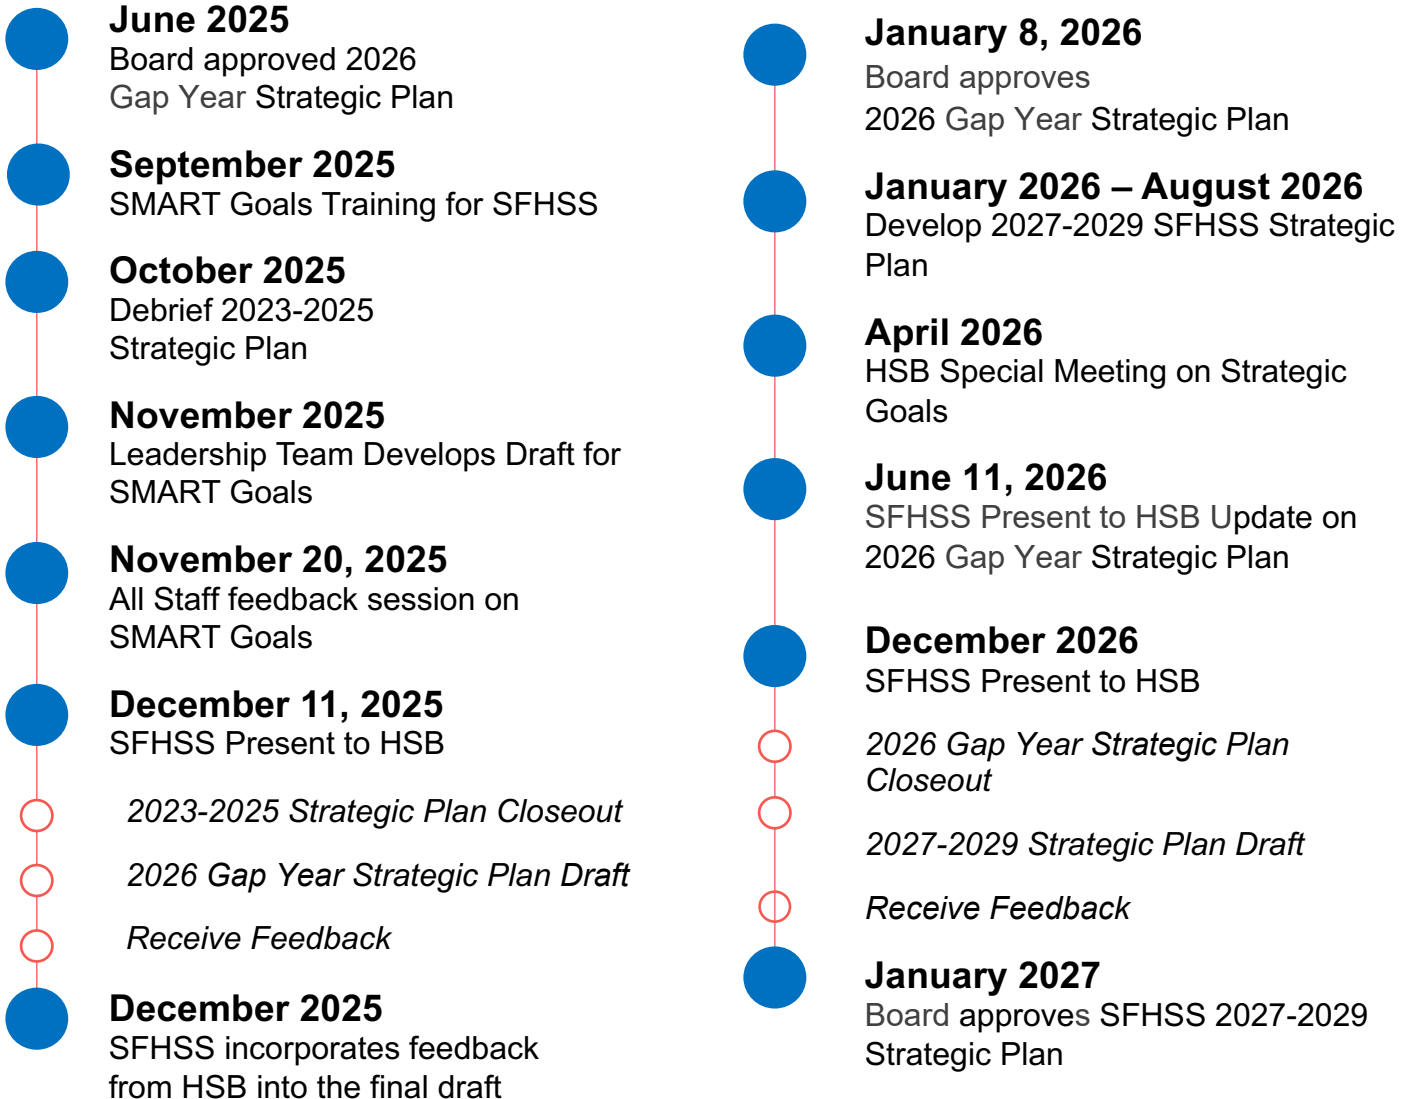 June 2025
Board approved 2026
Gap Year Strategic Plan
September 2025
SMART Goals Training for SFHSS
October 2025
Debrief 2023-2025
Strategic Plan
November 2025
Leadership Team Develops Draft for
SMART Goals
November 20, 2025
All Staff feedback session on
SMART Goals
December 11, 2025
SFHSS Present to HSB
2023-2025 Strategic Plan Closeout
2026 Gap Year Strategic Plan Draft
Receive Feedback
December 2025
SFHSS incorporates feedback
from HSB into the final draft
January 8, 2026
Board approves
2026 Gap Year Strategic Plan
January 2026 – August 2026
Develop 2027-2029 SFHSS Strategic
Plan
April 2026
HSB Special Meeting on Strategic
Goals
June 11, 2026
SFHSS Present to HSB Update on
2026 Gap Year Strategic Plan
December 2026
SFHSS Present to HSB
2026 Gap Year Strategic Plan
Closeout
2027-2029 Strategic Plan Draft
Receive Feedback
January 2027
Board approves SFHSS 2027-2029
Strategic Plan